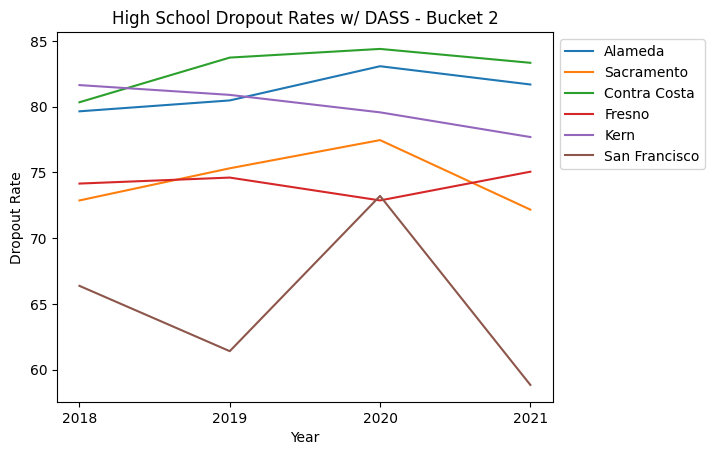 High School Dropout Rates w/ DASS - Bucket 2
85
80
75
70
65
60
Dropout Rate
2018
2019
2020
2021
Year
Alameda
Sacramento
Contra Costa
Fresno
Kern
San Francisco